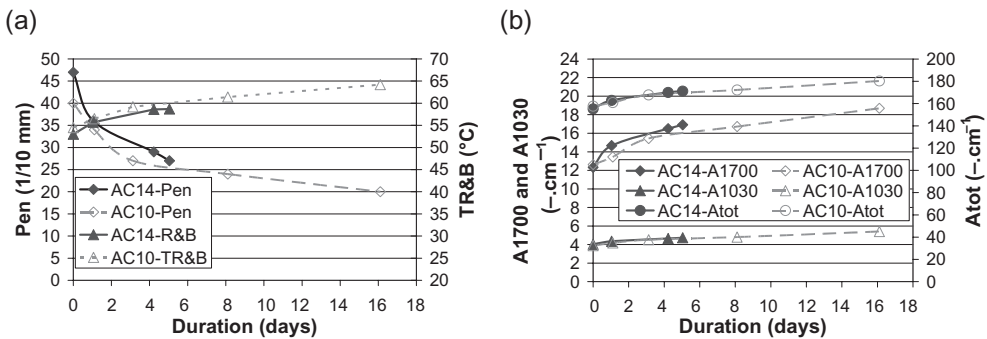 (a)
Pen (1/10 mm)
50
45
40
35
30
25
20
15
10
5
0
70
65
60
55
50
45
40
35
30
25
20
TR&B (°C)
AC14-Pen
AC10-Pen
AC14-R&B
AC10-TR&B
0 2 4 6 8 10 12 14 16 18
Duration (days)
(b)
A1700 and A1030
(–.cm⁻¹)
24
22
20
18
16
14
12
10
8
6
4
2
0
200
180
160
140
120
100
80
60
40
20
0
Atot (–.cm⁻¹)
AC14-A1700 AC10-A1700
AC14-A1030 AC10-A1030
AC14-Atot AC10-Atot
0 2 4 6 8 10 12 14 16 18
Duration (days)